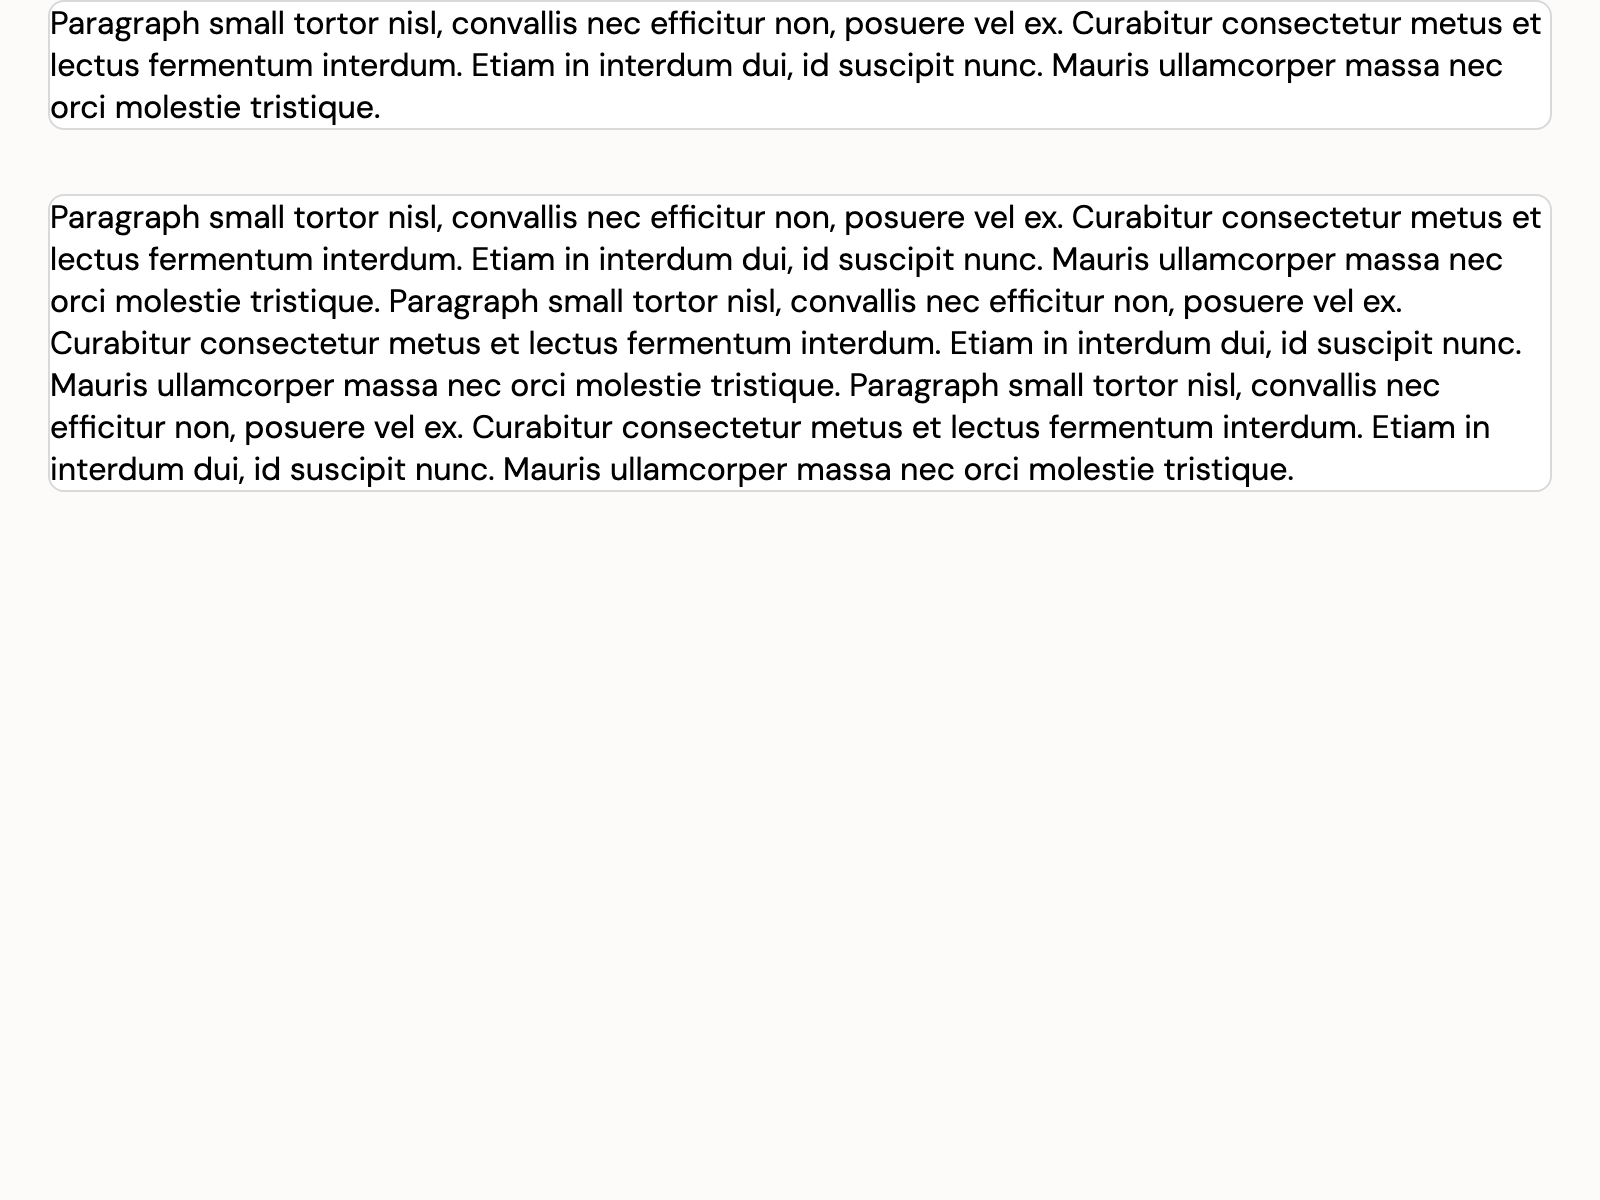 Paragraph small tortor nisl, convallis nec efficitur non, posuere vel ex. Curabitur consectetur metus et
lectus fermentum interdum. Etiam in interdum dui, id suscipit nunc. Mauris ullamcorper massa nec
orci molestie tristique.
Paragraph small tortor nisl, convallis nec efficitur non, posuere vel ex. Curabitur consectetur metus et
lectus fermentum interdum. Etiam in interdum dui, id suscipit nunc. Mauris ullamcorper massa nec
orci molestie tristique. Paragraph small tortor nisl, convallis nec efficitur non, posuere vel ex.
Curabitur consectetur metus et lectus fermentum interdum. Etiam in interdum dui, id suscipit nunc.
Mauris ullamcorper massa nec orci molestie tristique. Paragraph small tortor nisl, convallis nec
efficitur non, posuere vel ex. Curabitur consectetur metus et lectus fermentum interdum. Etiam in
interdum dui, id suscipit nunc. Mauris ullamcorper massa nec orci molestie tristique.